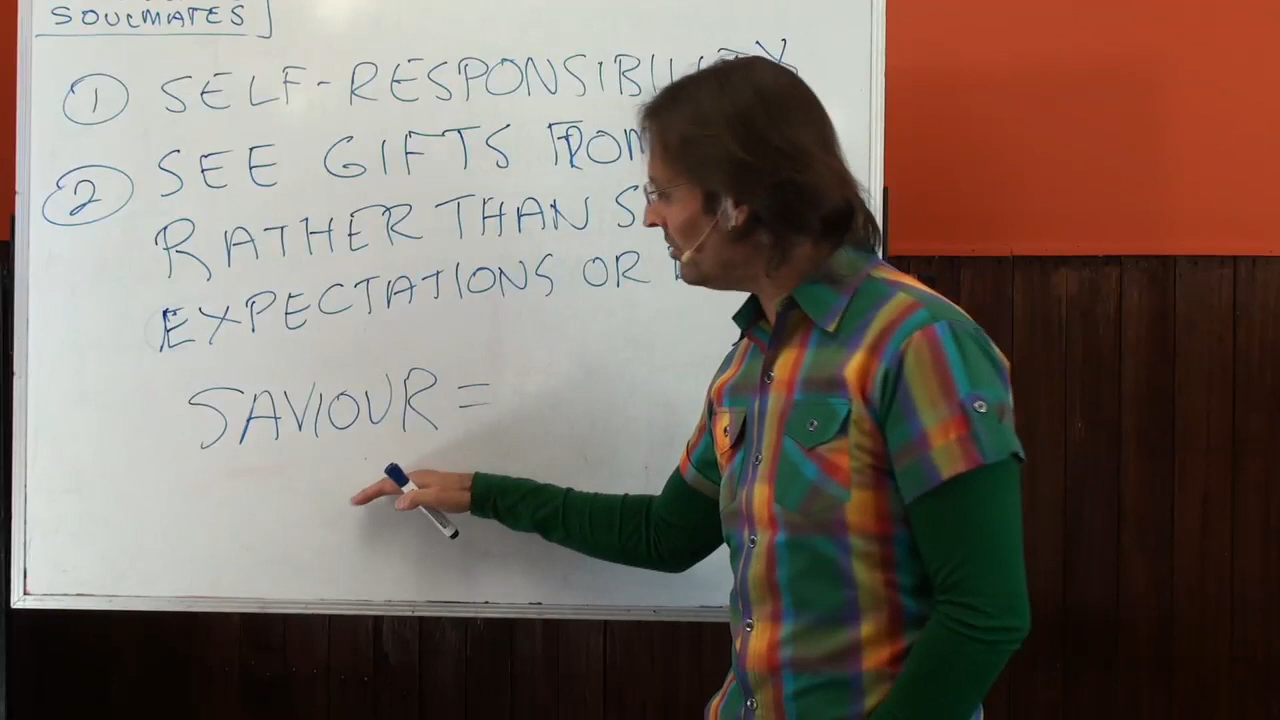 SOULMATES
① SELF-RESPONSIBILITY
② SEE GIFTS FROM
RATHER THAN
EXPECTATIONS OR
SAVIOUR =